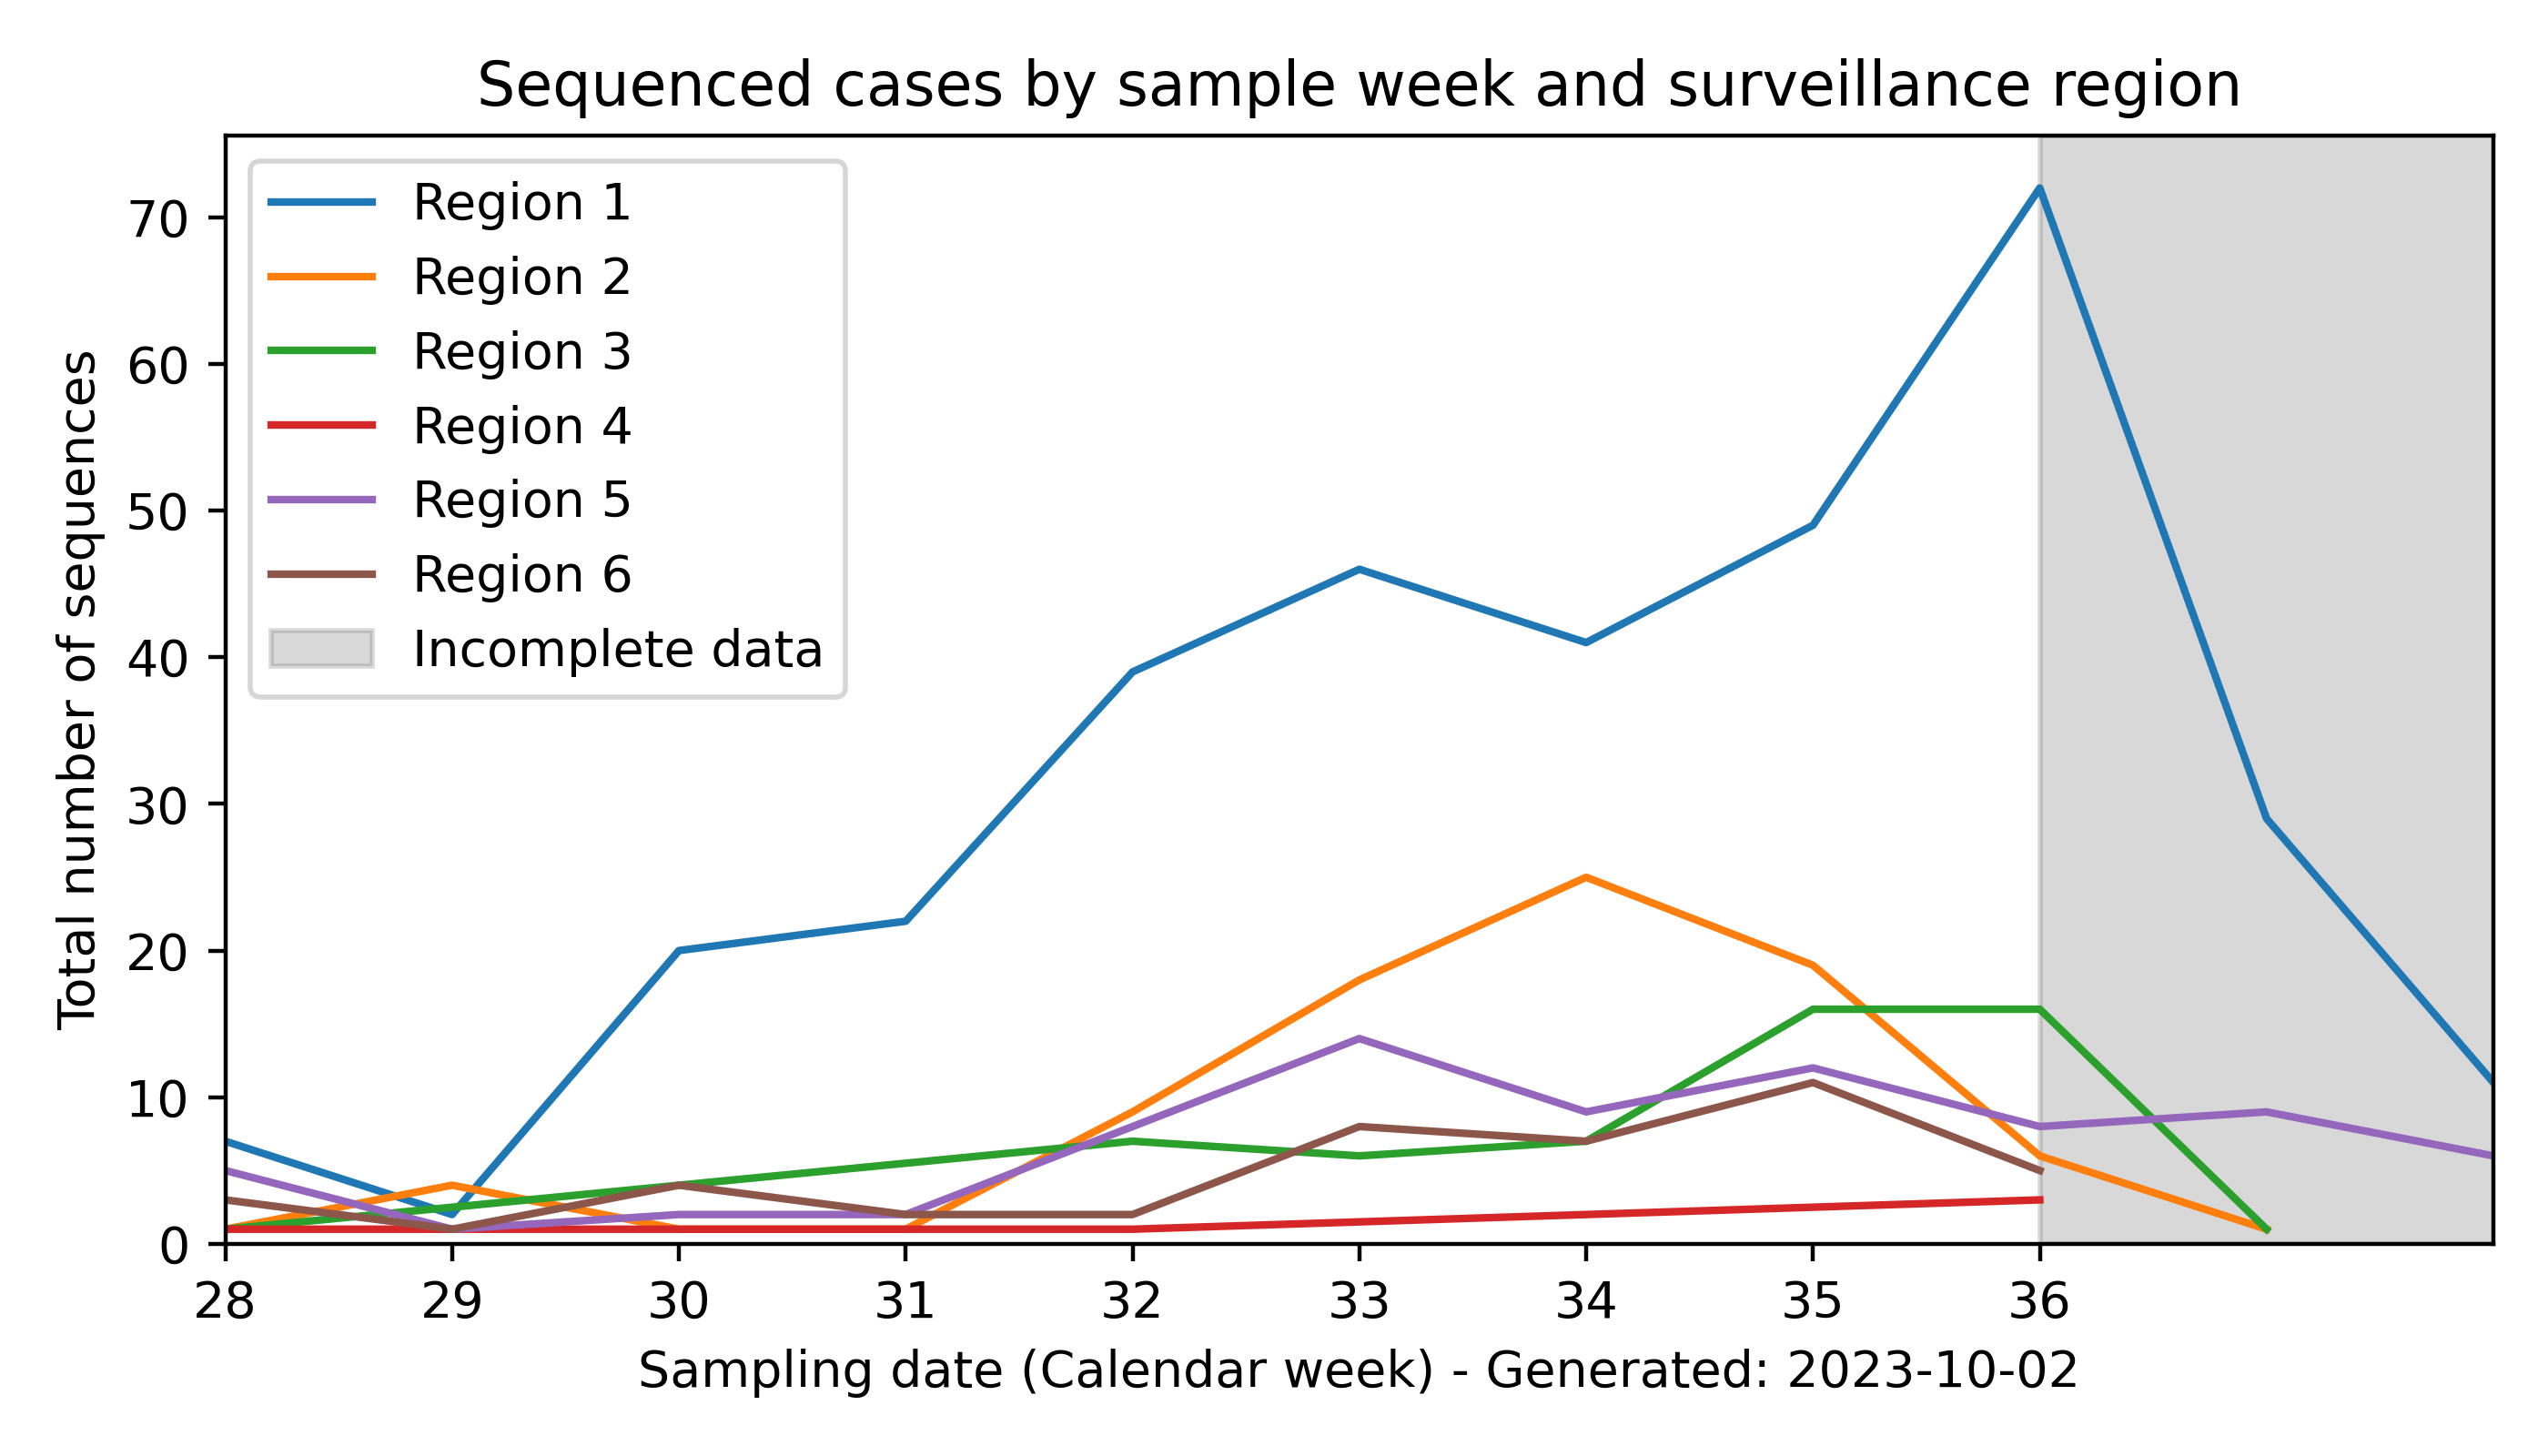 Sequenced cases by sample week and surveillance region
Region 1
Region 2
Region 3
Region 4
Region 5
Region 6
Incomplete data
Total number of sequences
70
60
50
40
30
20
10
0
28 29 30 31 32 33 34 35 36
Sampling date (Calendar week) - Generated: 2023-10-02